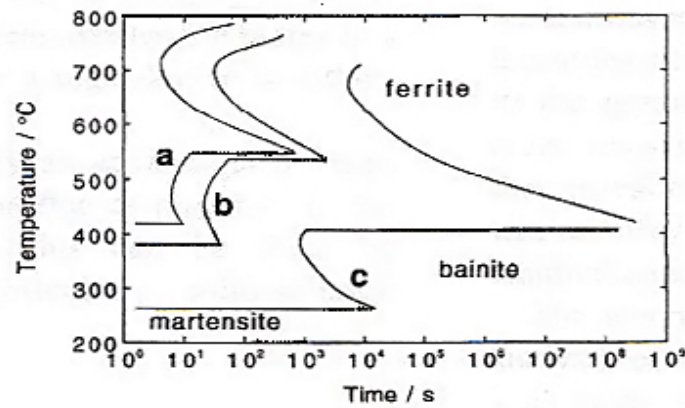 800
700
600
500
400
300
200
Temperature / °C
ferrite
a
b
c
bainite
martensite
10⁰ 10¹ 10² 10³ 10⁴ 10⁵ 10⁶ 10⁷ 10⁸ 10⁹
Time / s